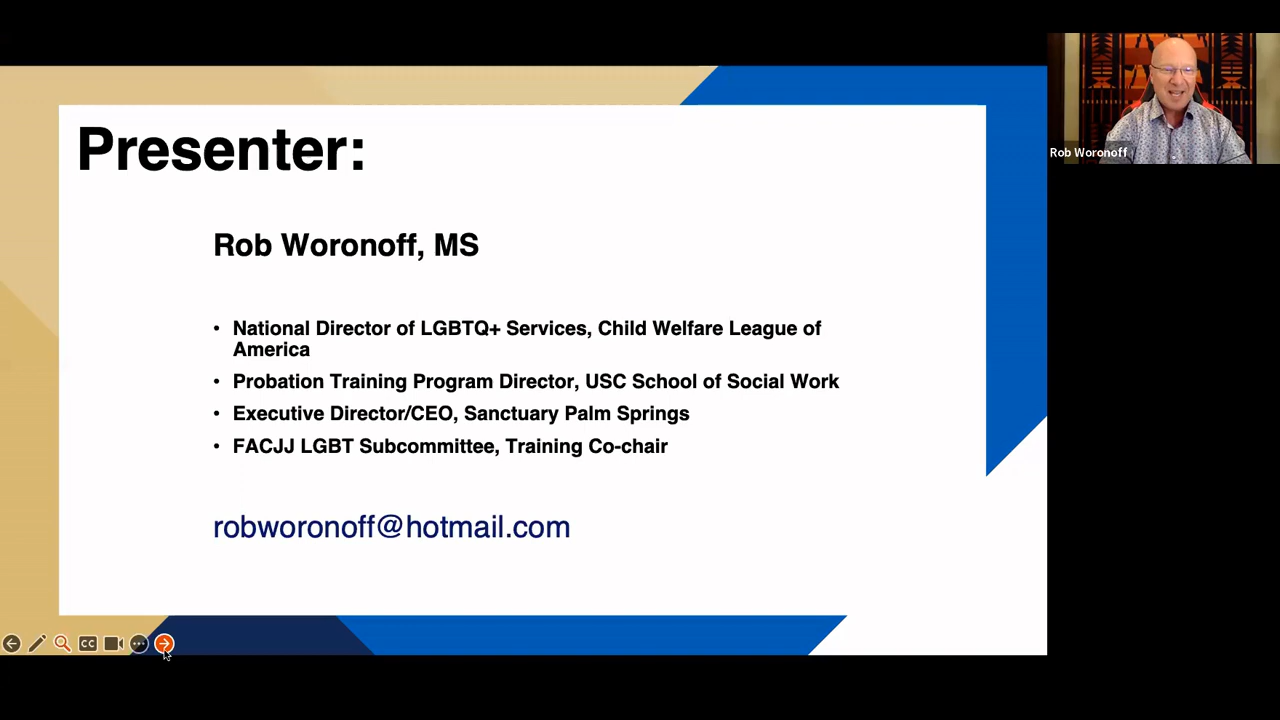 Presenter:
Rob Woronoff, MS
• National Director of LGBTQ+ Services, Child Welfare League of
America
• Probation Training Program Director, USC School of Social Work
• Executive Director/CEO, Sanctuary Palm Springs
• FACJJ LGBT Subcommittee, Training Co-chair
robworonoff@hotmail.com
CC
Rob Woronoff